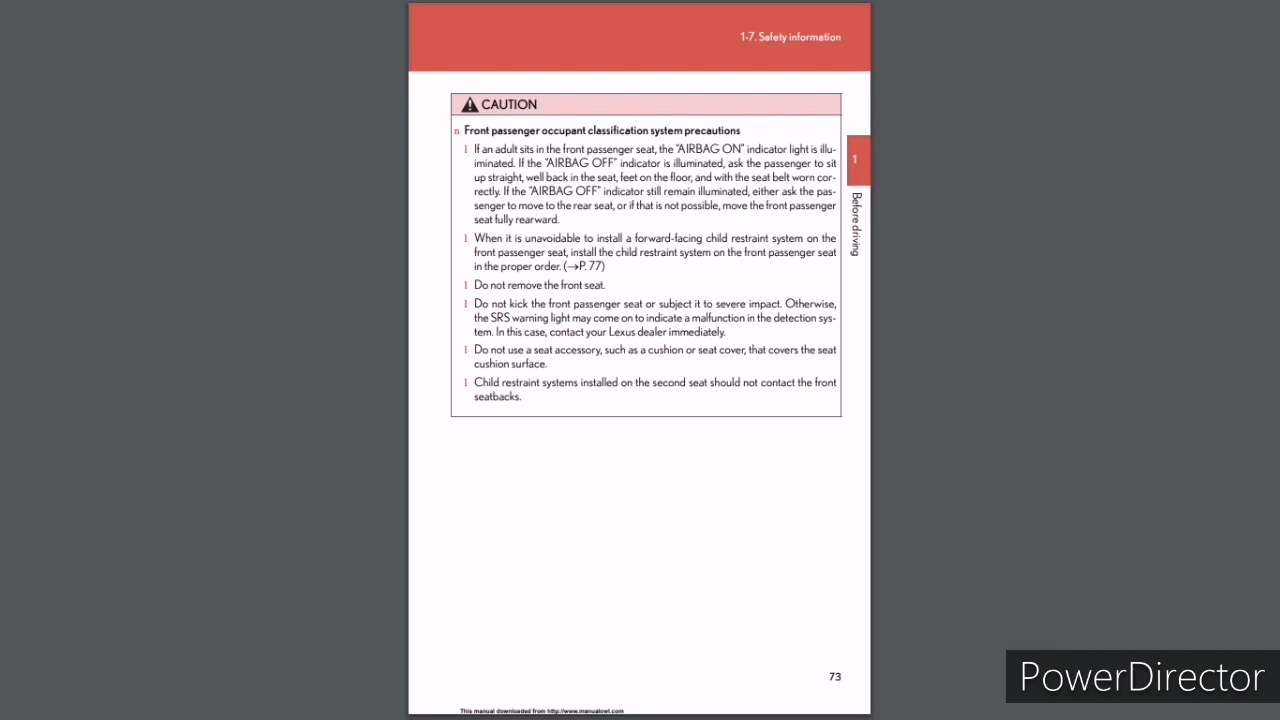 1-7. Safety information
CAUTION
n Front passenger occupant classification system precautions
l If an adult sits in the front passenger seat, the "AIRBAG ON" indicator light is illu-
iminated. If the "AIRBAG OFF" indicator is illuminated, ask the passenger to sit
up straight, well back in the seat, feet on the floor, and with the seat belt worn cor-
rectly. If the "AIRBAG OFF" indicator still remain illuminated, either ask the pas-
senger to move to the rear seat, or if that is not possible, move the front passenger
seat fully rearward.
l When it is unavoidable to install a forward-facing child restraint system on the
front passenger seat, install the child restraint system on the front passenger seat
in the proper order. (→P. 77)
l Do not remove the front seat.
l Do not kick the front passenger seat or subject it to severe impact. Otherwise,
the SRS warning light may come on to indicate a malfunction in the detection sys-
tem. In this case, contact your Lexus dealer immediately.
l Do not use a seat accessory, such as a cushion or seat cover, that covers the seat
cushion surface.
l Child restraint systems installed on the second seat should not contact the front
seatbacks.
1
Before driving
73
This manual downloaded from http://www.manualowl.com
PowerDirector